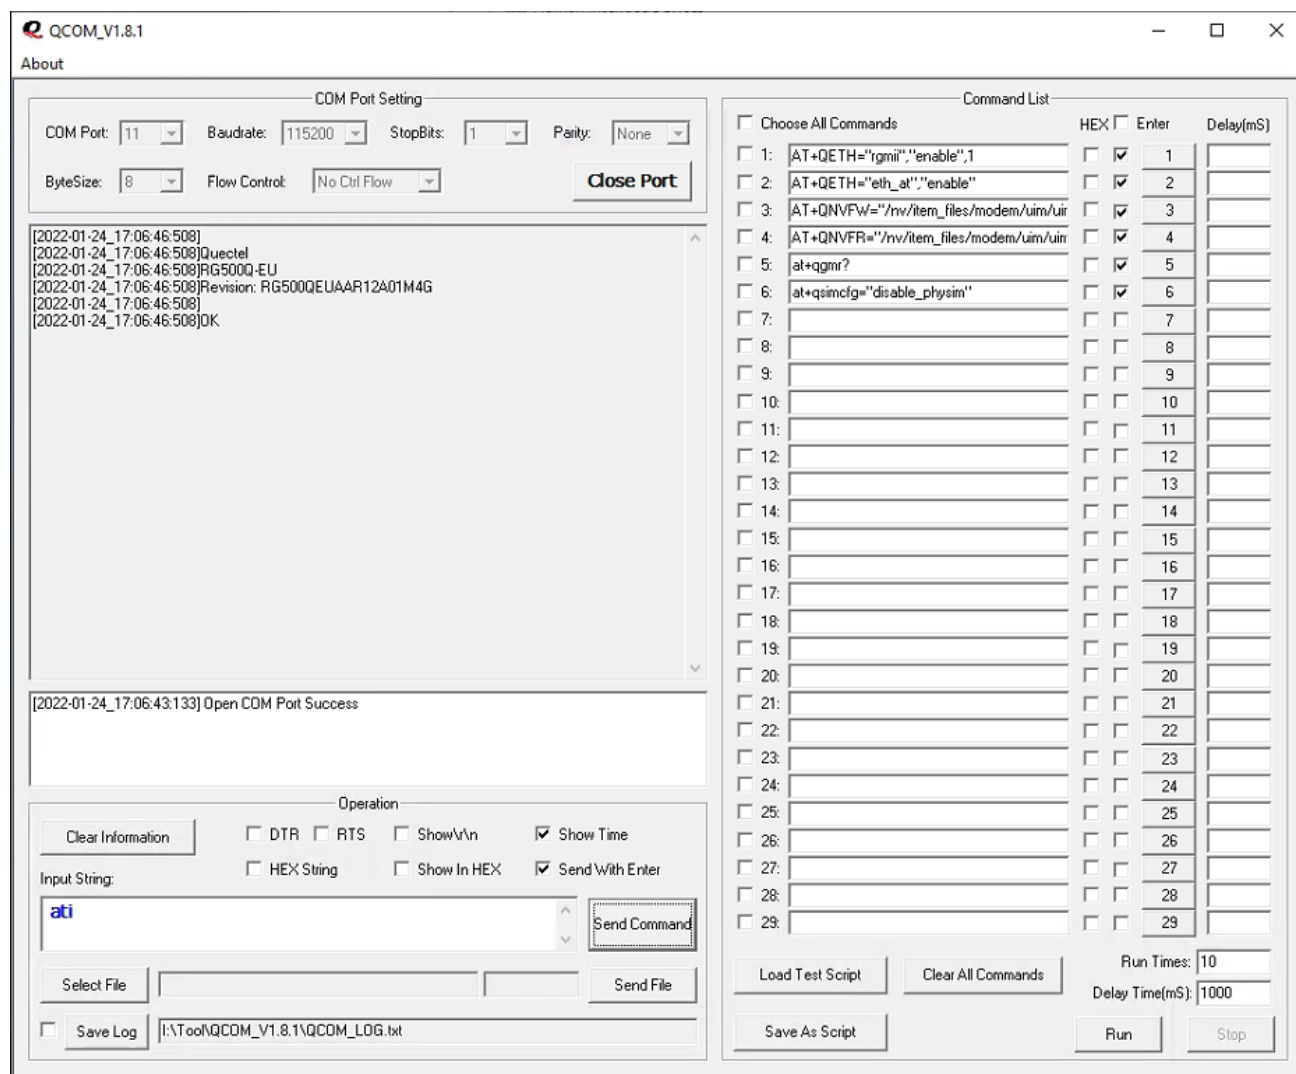 QCOM_V1.8.1
About
COM Port Setting
COM Port: 11 Baudrate: 115200 StopBits: 1 Parity: None
ByteSize: 8 Flow Control: No Ctrl Flow Close Port
[2022-01-24_17:06:46:508]
[2022-01-24_17:06:46:508]Quectel
[2022-01-24_17:06:46:508]RG500Q-EU
[2022-01-24_17:06:46:508]Revision: RG500QEUAAR12A01M4G
[2022-01-24_17:06:46:508]
[2022-01-24_17:06:46:508]OK
[2022-01-24_17:06:43:133] Open COM Port Success
Operation
Clear Information DTR RTS Show\r\n Show Time
HEX String Show In HEX Send With Enter
Input String:
ati
Send Command
Select File Send File
Save Log I:\Tool\QCOM_V1.8.1\QCOM_LOG.txt
Command List
Choose All Commands HEX Enter Delay(mS)
1: AT+QETH="rgmii","enable",1 1
2: AT+QETH="eth_at","enable" 2
3: AT+QNVFW="/nv/item_files/modem/uim/uir 3
4: AT+QNVFR="/nv/item_files/modem/uim/uim 4
5: at+qgmr? 5
6: at+qsimcfg="disable_physim" 6
7: 7
8: 8
9: 9
10: 10
11: 11
12: 12
13: 13
14: 14
15: 15
16: 16
17: 17
18: 18
19: 19
20: 20
21: 21
22: 22
23: 23
24: 24
25: 25
26: 26
27: 27
28: 28
29: 29
Load Test Script Clear All Commands Run Times: 10
Delay Time(mS): 1000
Save As Script Run Stop